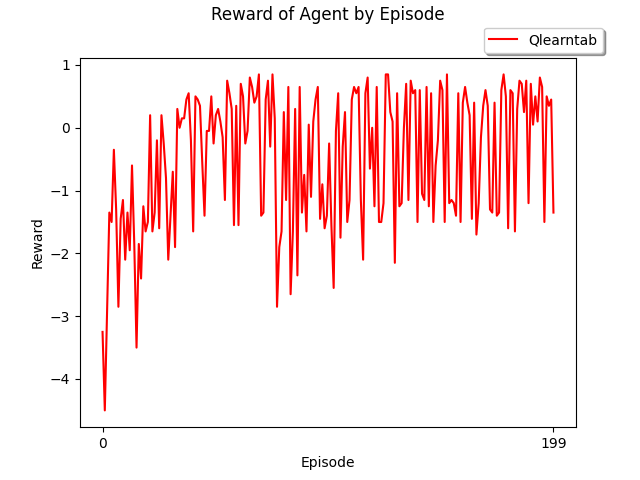 Reward of Agent by Episode
Qlearntab
1
0
−1
−2
−3
−4
Reward
0
199
Episode